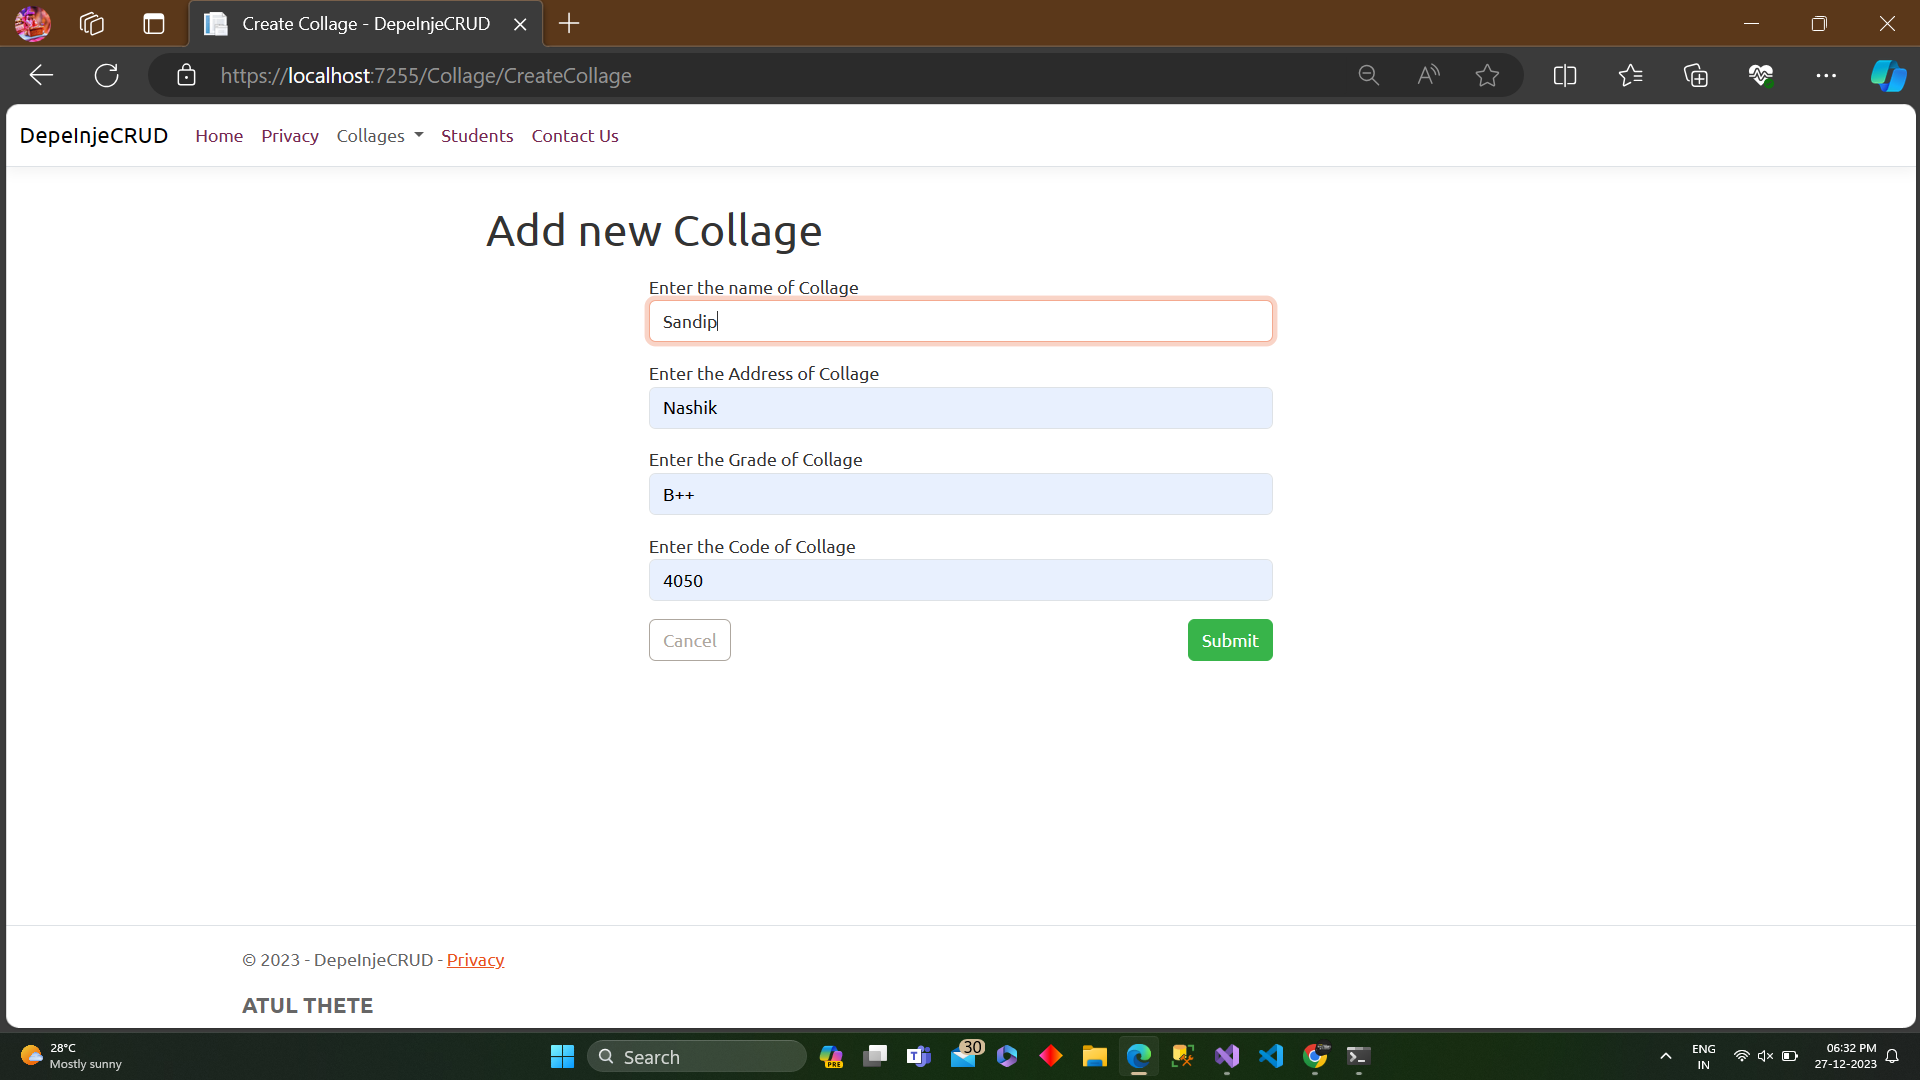 Create Collage - DepeInjeCRUD
https://localhost:7255/Collage/CreateCollage
DepeInjeCRUD Home Privacy Collages Students Contact Us
Add new Collage
Enter the name of Collage
Sandip
Enter the Address of Collage
Nashik
Enter the Grade of Collage
B++
Enter the Code of Collage
4050
Cancel Submit
© 2023 - DepeInjeCRUD - Privacy
ATUL THETE
28°C
Mostly sunny
Search
PRE
30
ENG
IN
06:32 PM
27-12-2023